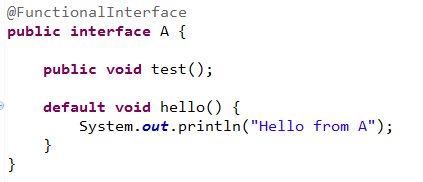 @FunctionalInterface
public interface A {
public void test();
default void hello() {
System.out.println("Hello from A");
}
}